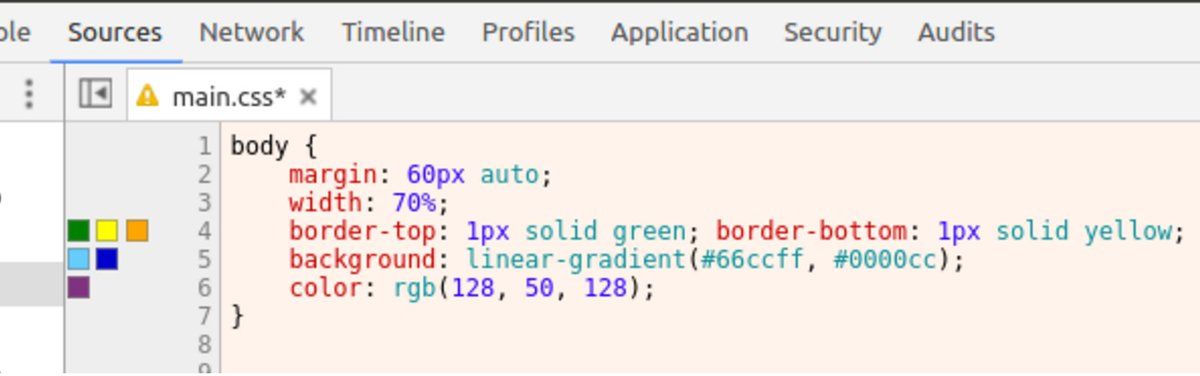 ole Sources Network Timeline Profiles Application Security Audits
main.css* ×
1 body {
2     margin: 60px auto;
3     width: 70%;
4     border-top: 1px solid green; border-bottom: 1px solid yellow;
5     background: linear-gradient(#66ccff, #0000cc);
6     color: rgb(128, 50, 128);
7 }
8
9